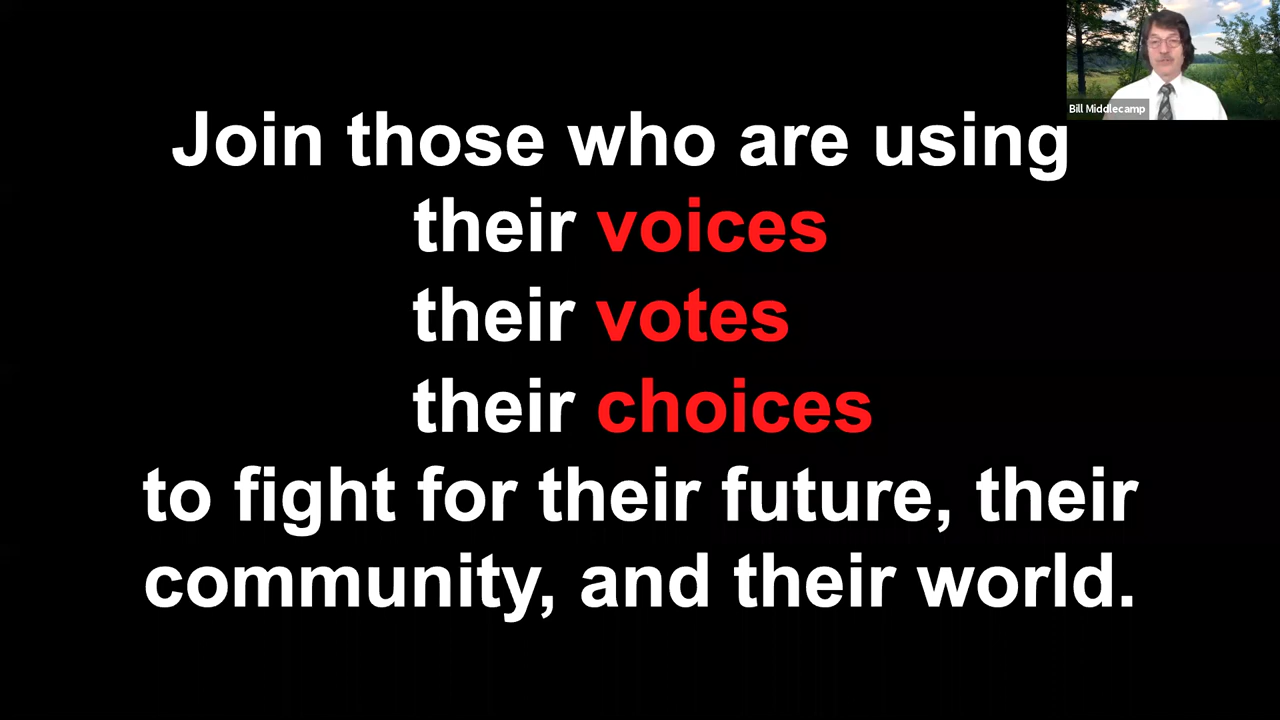 Bill Middlecamp
Join those who are using
their voices
their votes
their choices
to fight for their future, their
community, and their world.